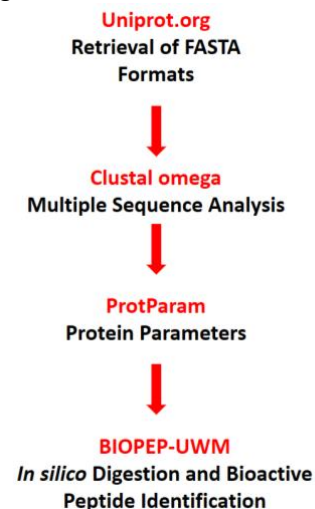 Uniprot.org
Retrieval of FASTA
Formats
Clustal omega
Multiple Sequence Analysis
ProtParam
Protein Parameters
BIOPEP-UWM
In silico Digestion and Bioactive
Peptide Identification